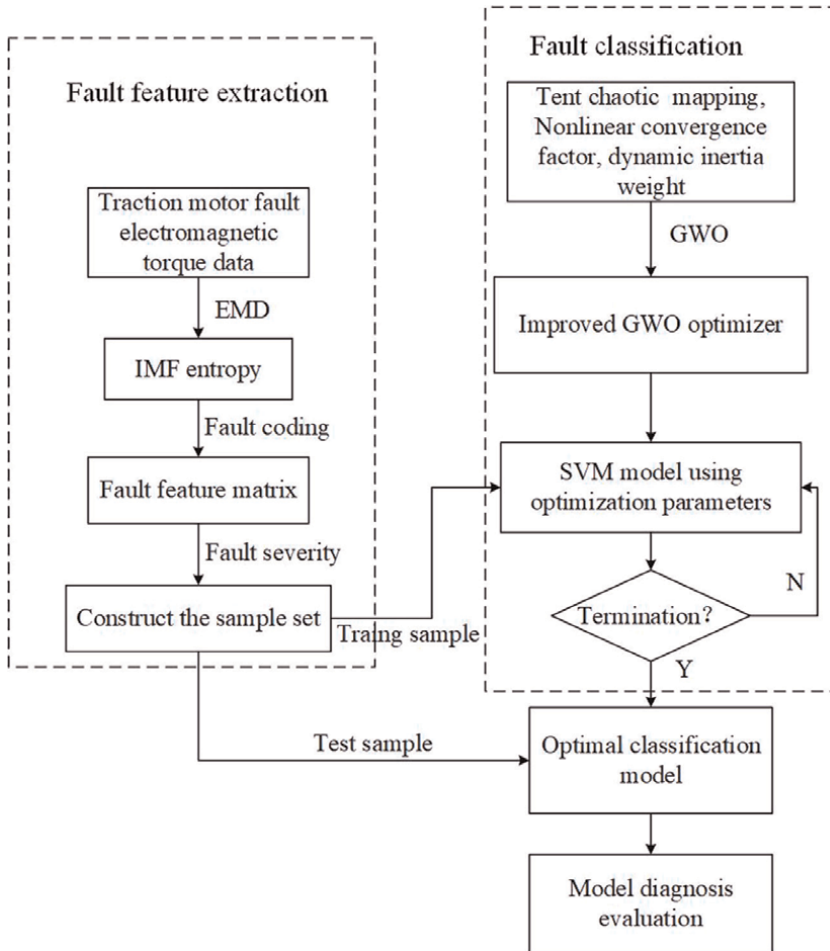 Fault feature extraction
Traction motor fault
electromagnetic
torque data
EMD
IMF entropy
Fault coding
Fault feature matrix
Fault severity
Construct the sample set
Traing sample
Test sample
Fault classification
Tent chaotic mapping,
Nonlinear convergence
factor, dynamic inertia
weight
GWO
Improved GWO optimizer
SVM model using
optimization parameters
Termination?
N
Y
Optimal classification
model
Model diagnosis
evaluation